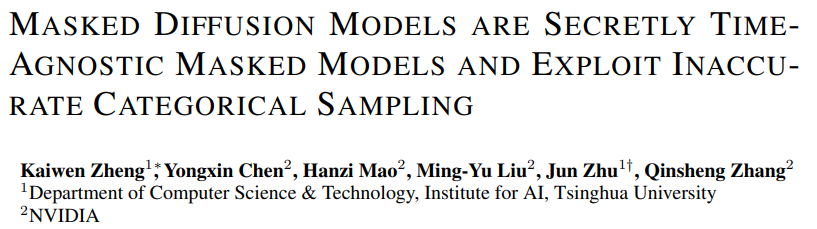 MASKED DIFFUSION MODELS ARE SECRETLY TIME-
AGNOSTIC MASKED MODELS AND EXPLOIT INACCU-
RATE CATEGORICAL SAMPLING
Kaiwen Zheng¹*, Yongxin Chen², Hanzi Mao², Ming-Yu Liu², Jun Zhu¹†, Qinsheng Zhang²
¹Department of Computer Science & Technology, Institute for AI, Tsinghua University
²NVIDIA